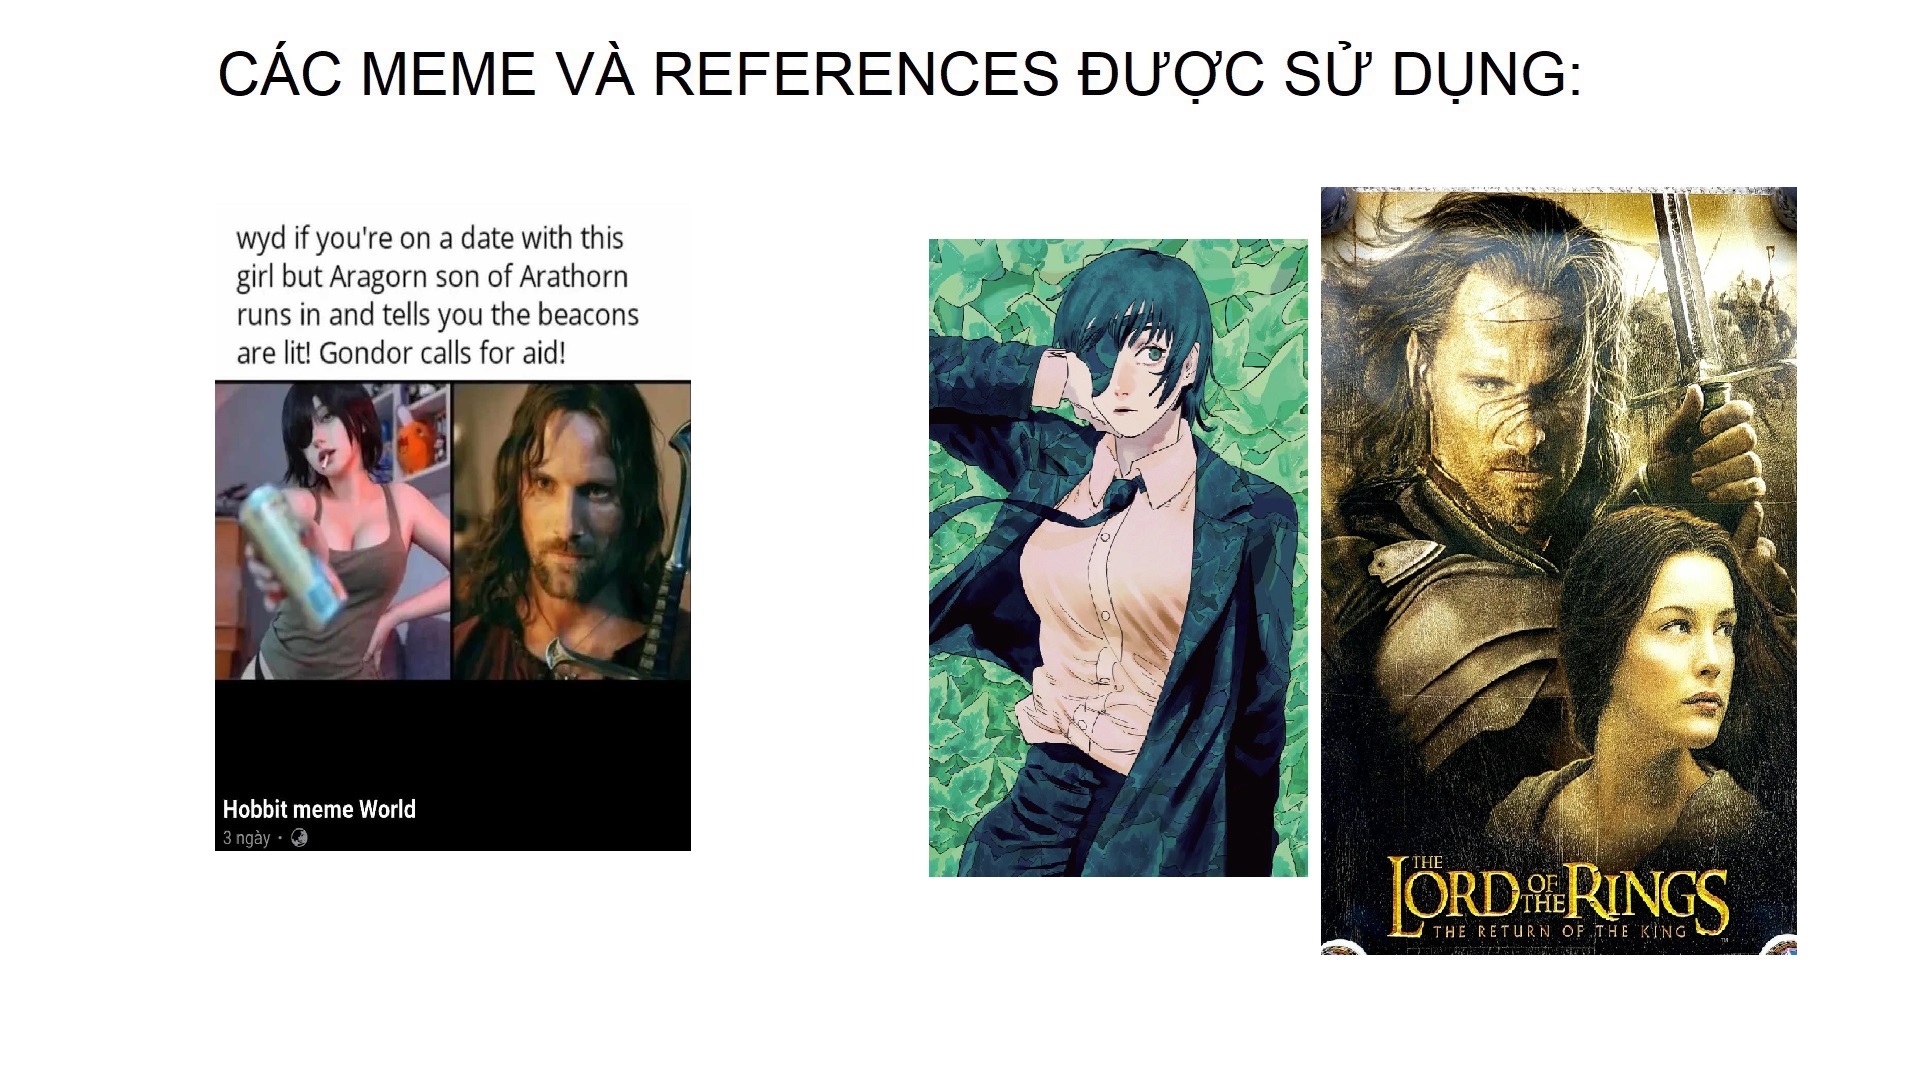 CÁC MEME VÀ REFERENCES ĐƯỢC SỬ DỤNG:
wyd if you're on a date with this
girl but Aragorn son of Arathorn
runs in and tells you the beacons
are lit! Gondor calls for aid!
Hobbit meme World
3 ngày ·
THE
LORD OF THE RINGS
THE RETURN OF THE KING